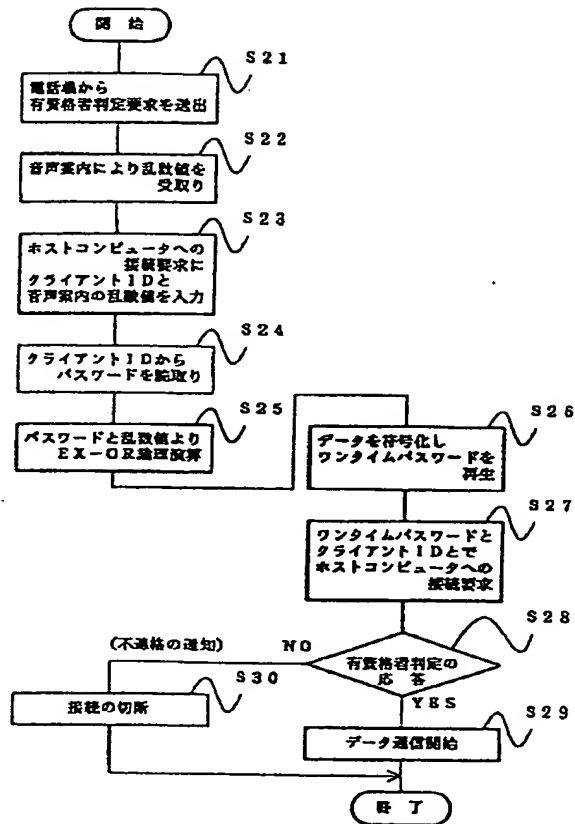 開 始
S21
電話機から
有資格者判定要求を送出
S22
音声案内により乱数値を
受取り
S23
ホストコンピュータへの
接続要求に
クライアントIDと
音声案内の乱数値を入力
S24
クライアントIDから
パスワードを読取り
S25
パスワードと乱数値より
EX-OR論理演算
S26
データを符号化し
ワンタイムパスワードを
再生
S27
ワンタイムパスワードと
クライアントIDとで
ホストコンピュータへの
接続要求
S28
有資格者判定の
応 答
(不適格の通知)
NO
YES
S30
接続の切断
S29
データ通信開始
終 了